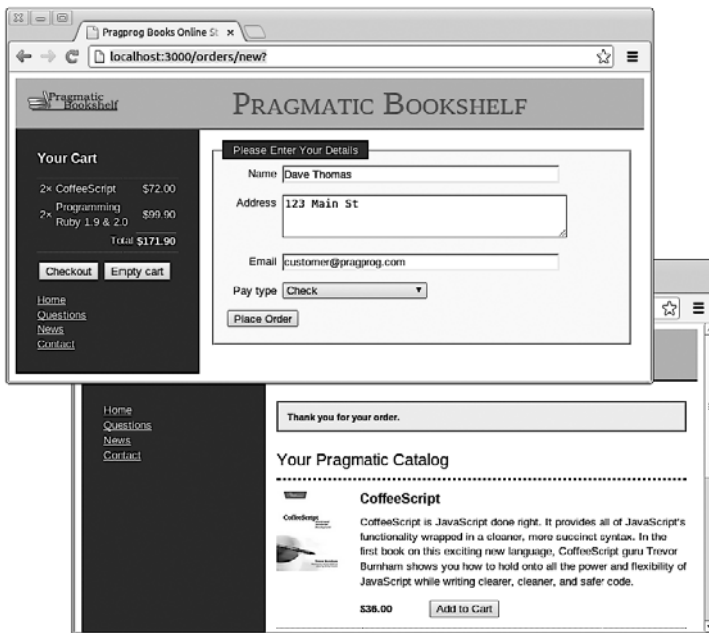 Pragprog Books Online St
localhost:3000/orders/new?
Pragmatic
Bookshelf
PRAGMATIC BOOKSHELF
Your Cart
2× CoffeeScript $72.00
2× Programming Ruby 1.9 & 2.0 $99.90
Total $171.90
Checkout Empty cart
Home
Questions
News
Contact
Please Enter Your Details
Name Dave Thomas
Address 123 Main St
Email customer@pragprog.com
Pay type Check
Place Order
Home
Questions
News
Contact
Thank you for your order.
Your Pragmatic Catalog
CoffeeScript
CoffeeScript
CoffeeScript is JavaScript done right. It provides all of JavaScript's
functionality wrapped in a cleaner, more succinct syntax. In the
first book on this exciting new language, CoffeeScript guru Trevor
Burnham shows you how to hold onto all the power and flexibility of
JavaScript while writing clearer, cleaner, and safer code.
$36.00 Add to Cart